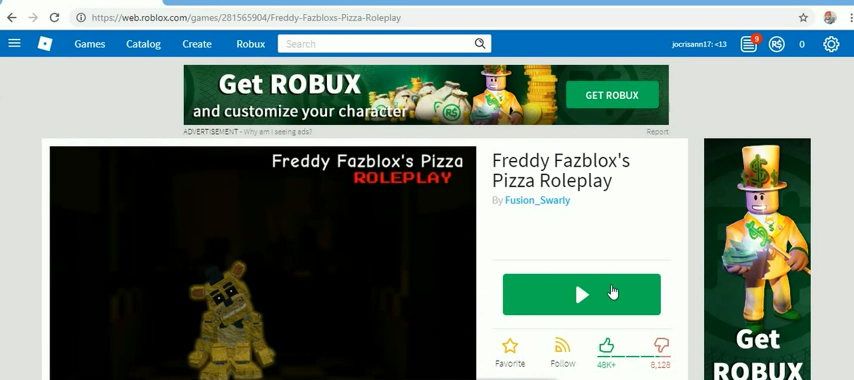 https://web.roblox.com/games/281565904/Freddy-Fazbloxs-Pizza-Roleplay
Games Catalog Create Robux Search jocrisann17: <13 9 R$ 0
Get ROBUX
and customize your character
GET ROBUX
ADVERTISEMENT - Why am I seeing ads? Report
Freddy Fazblox's Pizza
ROLEPLAY
Freddy Fazblox's
Pizza Roleplay
By Fusion_Swarly
Favorite Follow 48K+ 8,128
Get
ROBUX